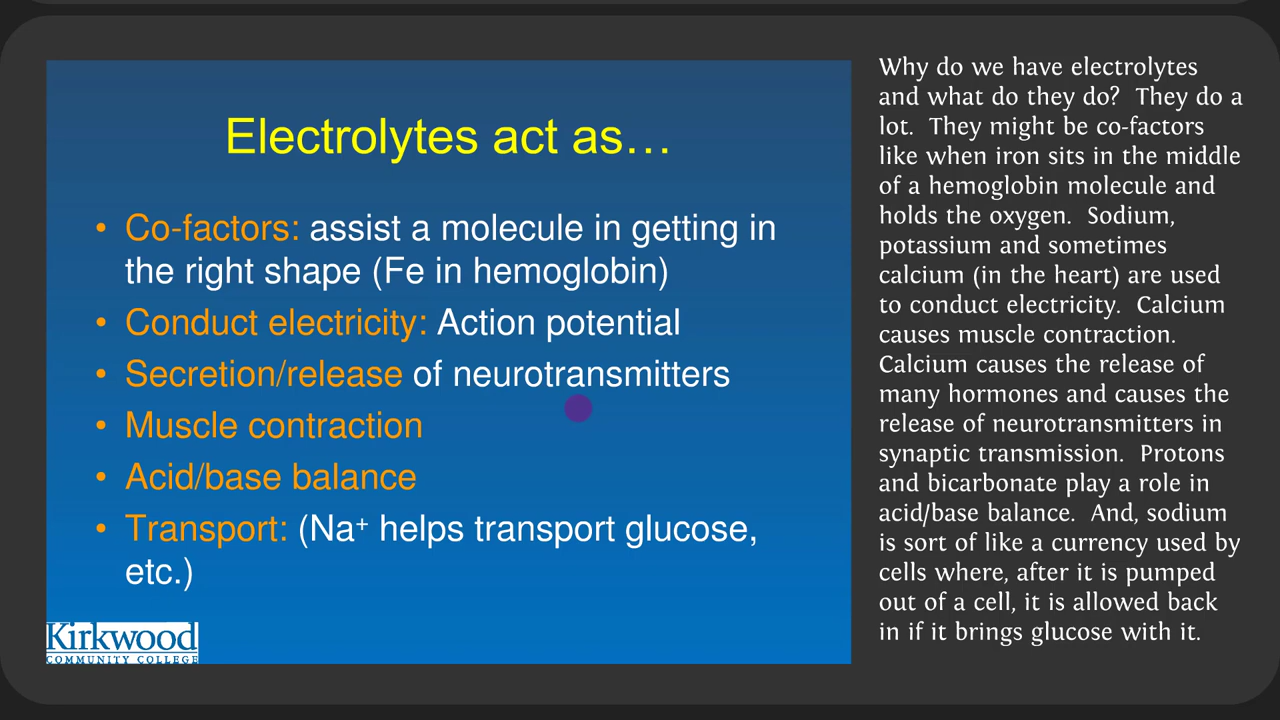 Electrolytes act as…
• Co-factors: assist a molecule in getting in
the right shape (Fe in hemoglobin)
• Conduct electricity: Action potential
• Secretion/release of neurotransmitters
• Muscle contraction
• Acid/base balance
• Transport: (Na⁺ helps transport glucose,
etc.)
Kirkwood
COMMUNITY COLLEGE
Why do we have electrolytes
and what do they do? They do a
lot. They might be co-factors
like when iron sits in the middle
of a hemoglobin molecule and
holds the oxygen. Sodium,
potassium and sometimes
calcium (in the heart) are used
to conduct electricity. Calcium
causes muscle contraction.
Calcium causes the release of
many hormones and causes the
release of neurotransmitters in
synaptic transmission. Protons
and bicarbonate play a role in
acid/base balance. And, sodium
is sort of like a currency used by
cells where, after it is pumped
out of a cell, it is allowed back
in if it brings glucose with it.